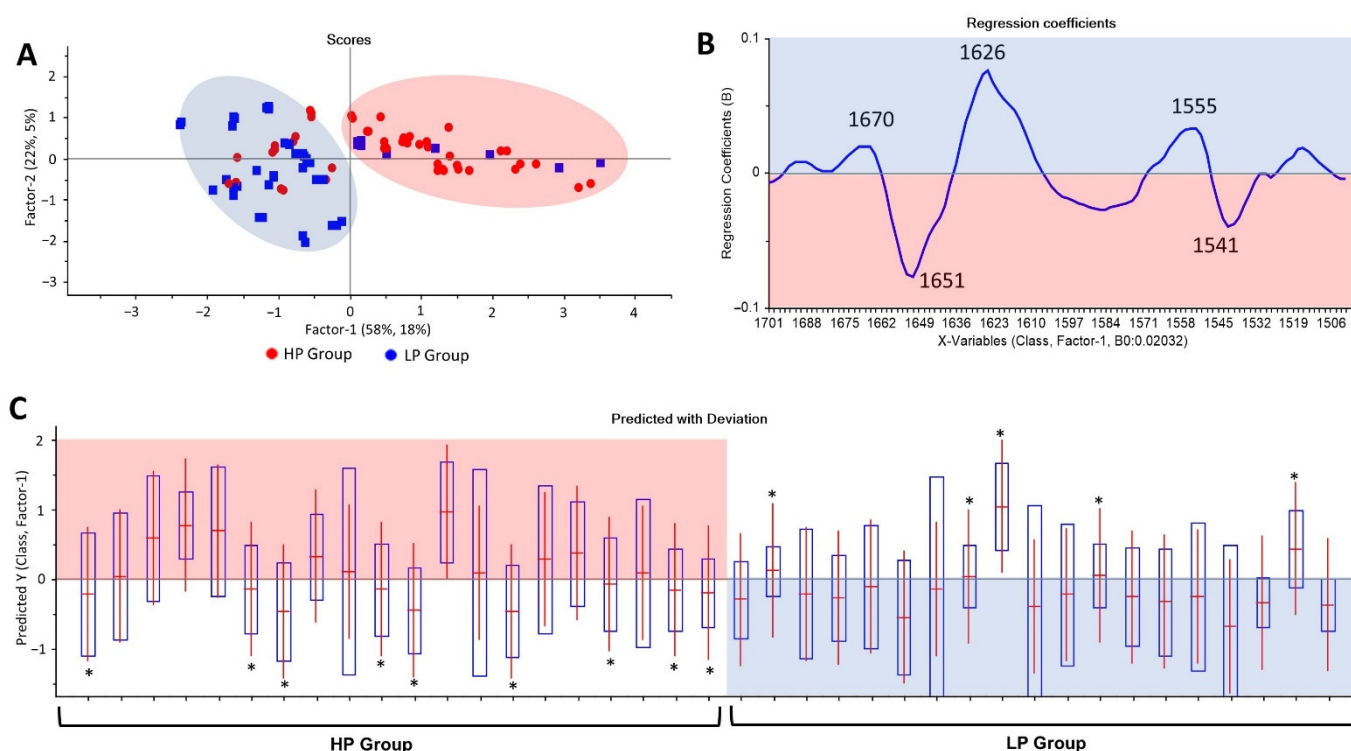 A
Scores
Factor-2 (22%, 5%)
2
1
0
−1
−2
−3
−3
−2
−1
0
1
2
3
4
Factor-1 (58%, 18%)
HP Group
LP Group
B
Regression coefficients
Regression Coefficients (B)
0.1
0
−0.1
1670
1651
1626
1555
1541
1701 1688 1675 1662 1649 1636 1623 1610 1597 1584 1571 1558 1545 1532 1519 1506
X-Variables (Class, Factor-1, B0:0.02032)
C
Predicted with Deviation
Predicted Y (Class, Factor-1)
2
1
0
−1
* * * * * * * * *
* * * * *
HP Group
LP Group